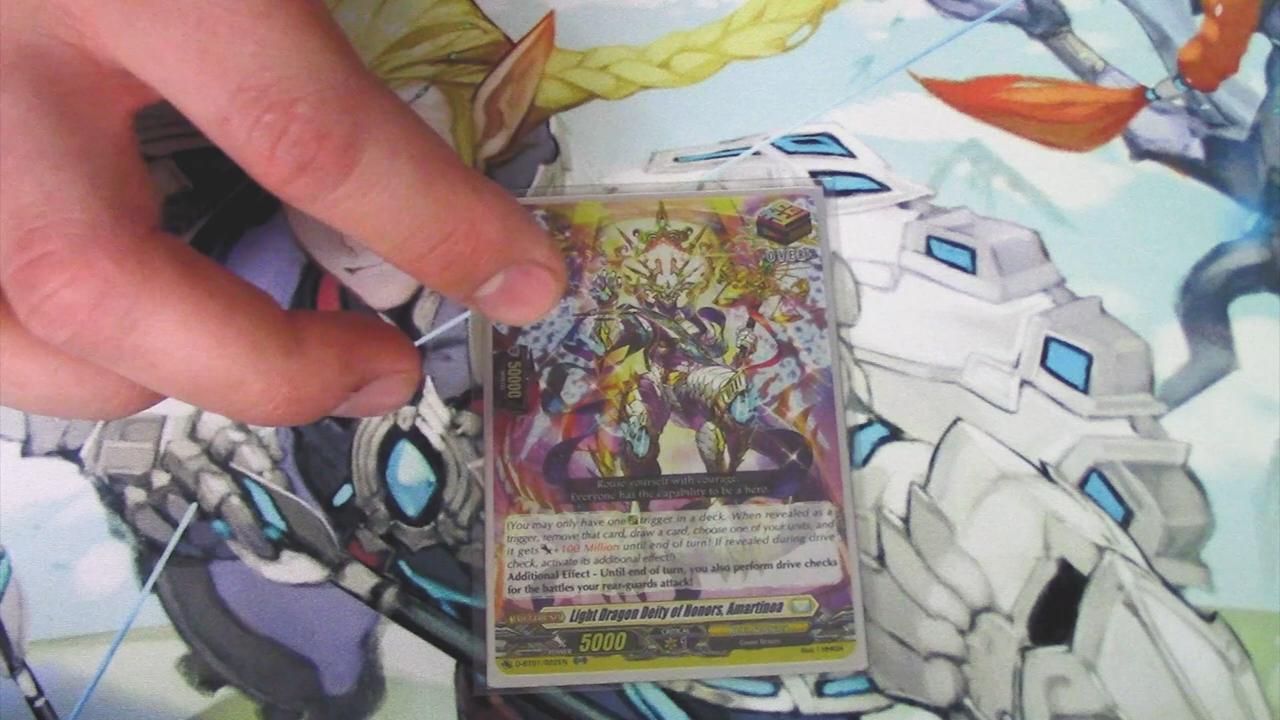 OVER
50000
Rouse yourself with courage.
Everyone has the capability to be a hero.
(You may only have one trigger in a deck. When revealed as a
trigger, remove that card, draw a card, choose one of your units, and
it gets +100 Million until end of turn! If revealed during drive
check, activate its additional effect!)
Additional Effect - Until end of turn, you also perform drive checks
for the battles your rear-guards attack!
Light Dragon Deity of Honors, Amartinoa
POWER 5000 CRITICAL